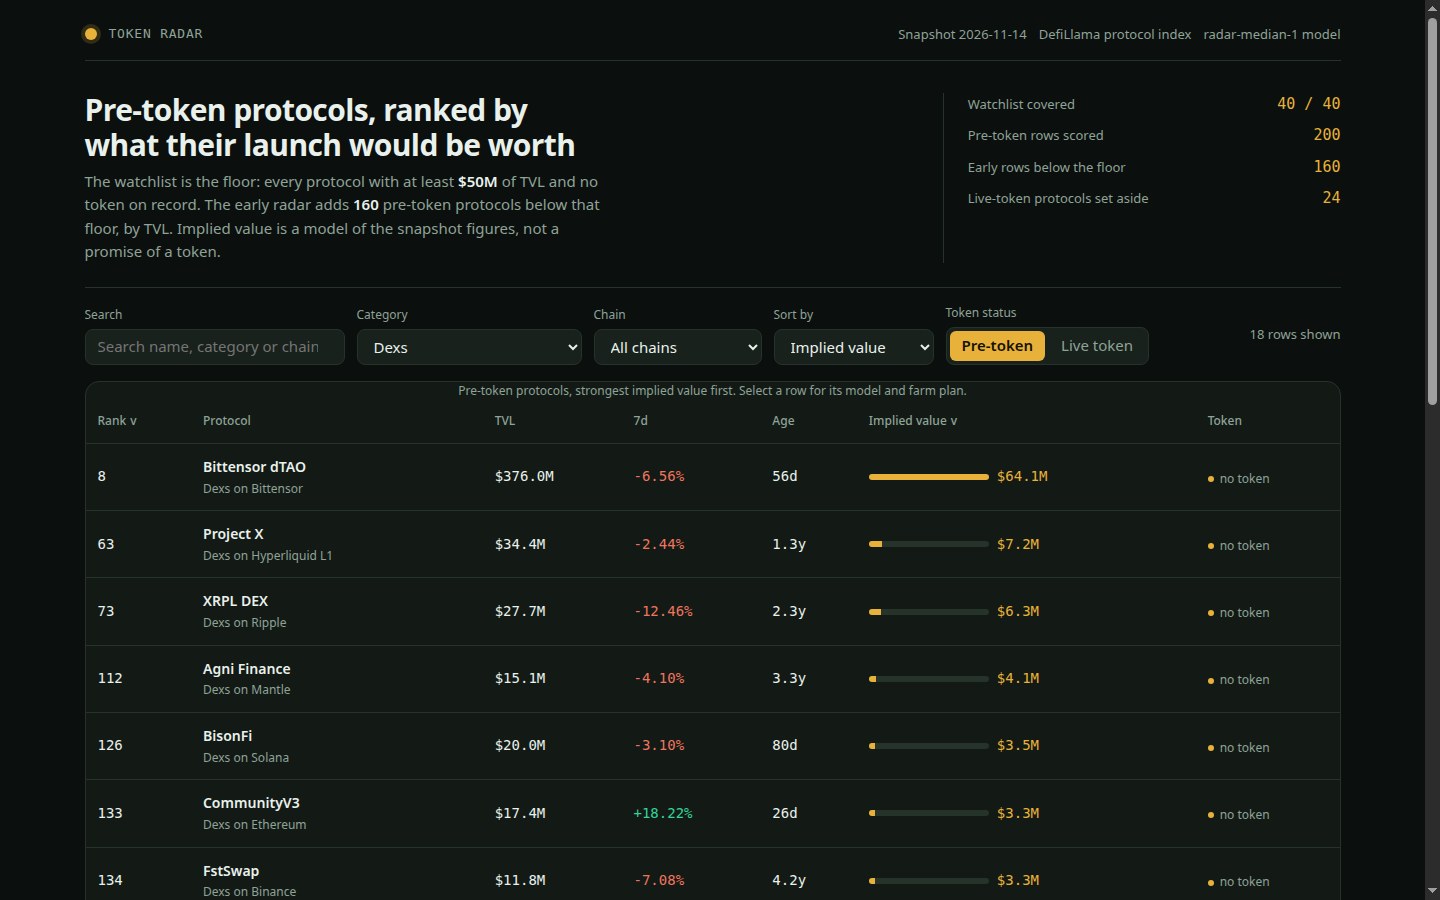 TOKEN RADAR
Snapshot 2026-11-14 DefiLlama protocol index radar-median-1 model
Pre-token protocols, ranked by
what their launch would be worth
The watchlist is the floor: every protocol with at least $50M of TVL and no
token on record. The early radar adds 160 pre-token protocols below that
floor, by TVL. Implied value is a model of the snapshot figures, not a
promise of a token.
Watchlist covered 40 / 40
Pre-token rows scored 200
Early rows below the floor 160
Live-token protocols set aside 24
Search Category Chain Sort by Token status
Search name, category or chain Dexs All chains Implied value Pre-token Live token 18 rows shown
Pre-token protocols, strongest implied value first. Select a row for its model and farm plan.
Rank v Protocol TVL 7d Age Implied value v Token
8 Bittensor dTAO $376.0M -6.56% 56d $64.1M no token
Dexs on Bittensor
63 Project X $34.4M -2.44% 1.3y $7.2M no token
Dexs on Hyperliquid L1
73 XRPL DEX $27.7M -12.46% 2.3y $6.3M no token
Dexs on Ripple
112 Agni Finance $15.1M -4.10% 3.3y $4.1M no token
Dexs on Mantle
126 BisonFi $20.0M -3.10% 80d $3.5M no token
Dexs on Solana
133 CommunityV3 $17.4M +18.22% 26d $3.3M no token
Dexs on Ethereum
134 FstSwap $11.8M -7.08% 4.2y $3.3M no token
Dexs on Binance